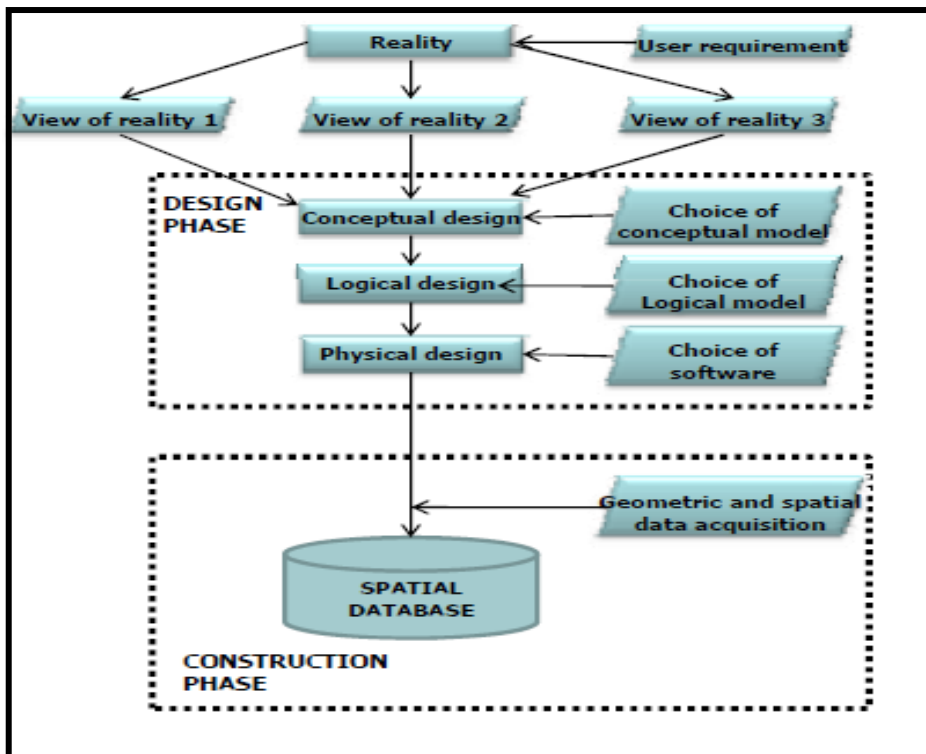 Reality
User requirement
View of reality 1
View of reality 2
View of reality 3
DESIGN
PHASE
Conceptual design
Choice of
conceptual model
Logical design
Choice of
Logical model
Physical design
Choice of
software
Geometric and spatial
data acquisition
SPATIAL
DATABASE
CONSTRUCTION
PHASE